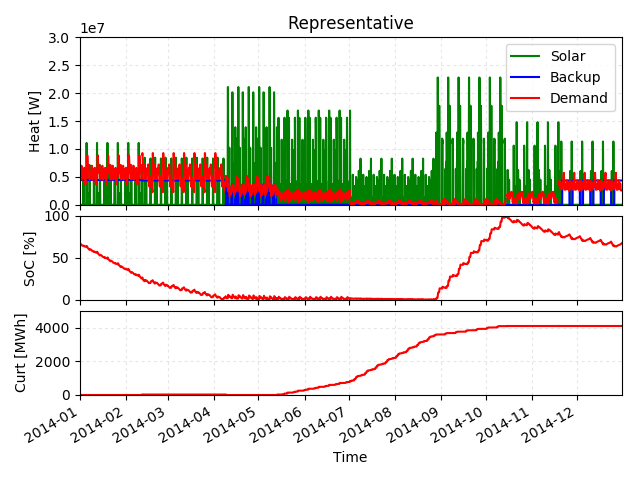 Representative
1e7
Heat [W]
3.0
2.5
2.0
1.5
1.0
0.5
0.0
Solar
Backup
Demand
SoC [%]
100
50
0
Curt [MWh]
4000
2000
0
2014-01
2014-02
2014-03
2014-04
2014-05
2014-06
2014-07
2014-08
2014-09
2014-10
2014-11
2014-12
Time